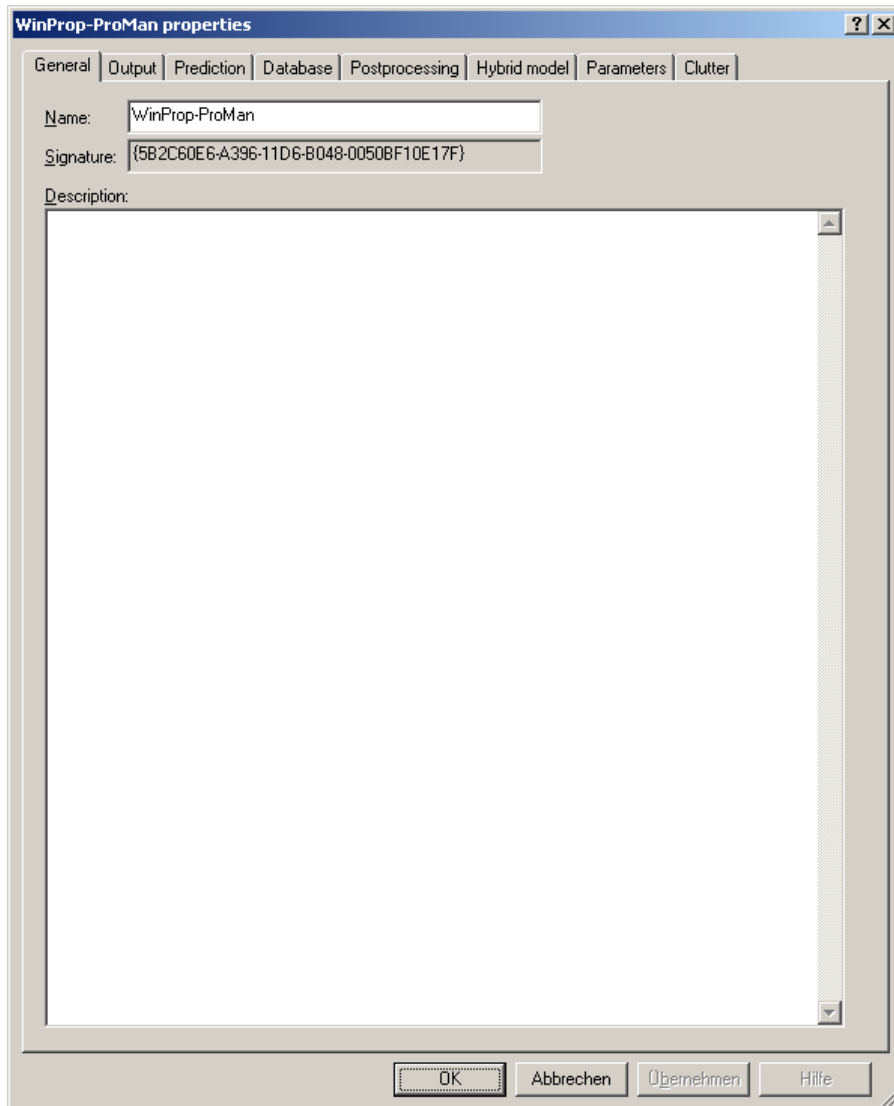 WinProp-ProMan properties
General Output Prediction Database Postprocessing Hybrid model Parameters Clutter
Name: WinProp-ProMan
Signature: {5B2C60E6-A396-11D6-B048-0050BF10E17F}
Description:
OK Abbrechen Übernehmen Hilfe